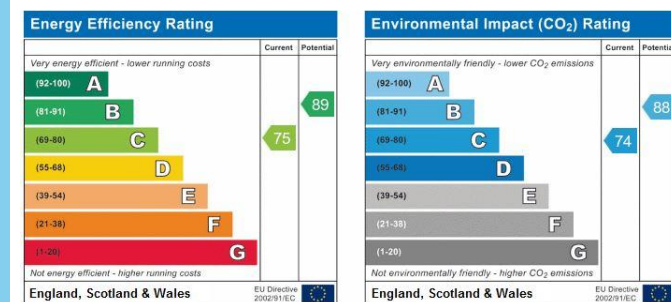 Energy Efficiency Rating
Current Potential
Very energy efficient - lower running costs
(92-100) A
(81-91) B
89
(69-80) C
75
(55-68) D
(39-54) E
(21-38) F
(1-20) G
Not energy efficient - higher running costs
England, Scotland & Wales
EU Directive
2002/91/EC
Environmental Impact (CO₂) Rating
Current Potential
Very environmentally friendly - lower CO₂ emissions
(92-100) A
(81-91) B
88
(69-80) C
74
(55-68) D
(39-54) E
(21-38) F
(1-20) G
Not environmentally friendly - higher CO₂ emissions
England, Scotland & Wales
EU Directive
2002/91/EC